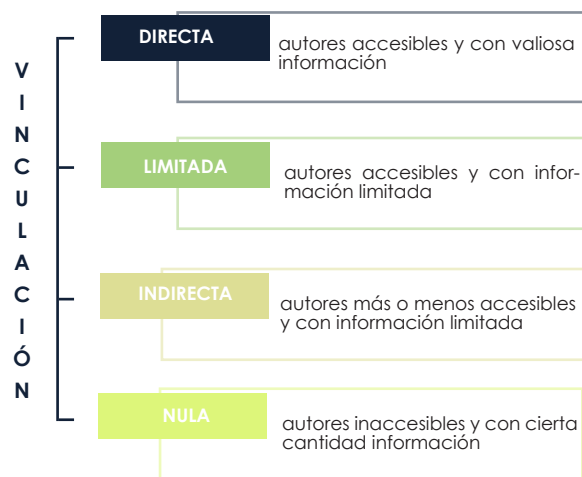 VINCULACIÓN
DIRECTA
autores accesibles y con valiosa
información
LIMITADA
autores accesibles y con infor-
mación limitada
INDIRECTA
autores más o menos accesibles
y con información limitada
NULA
autores inaccesibles y con cierta
cantidad información